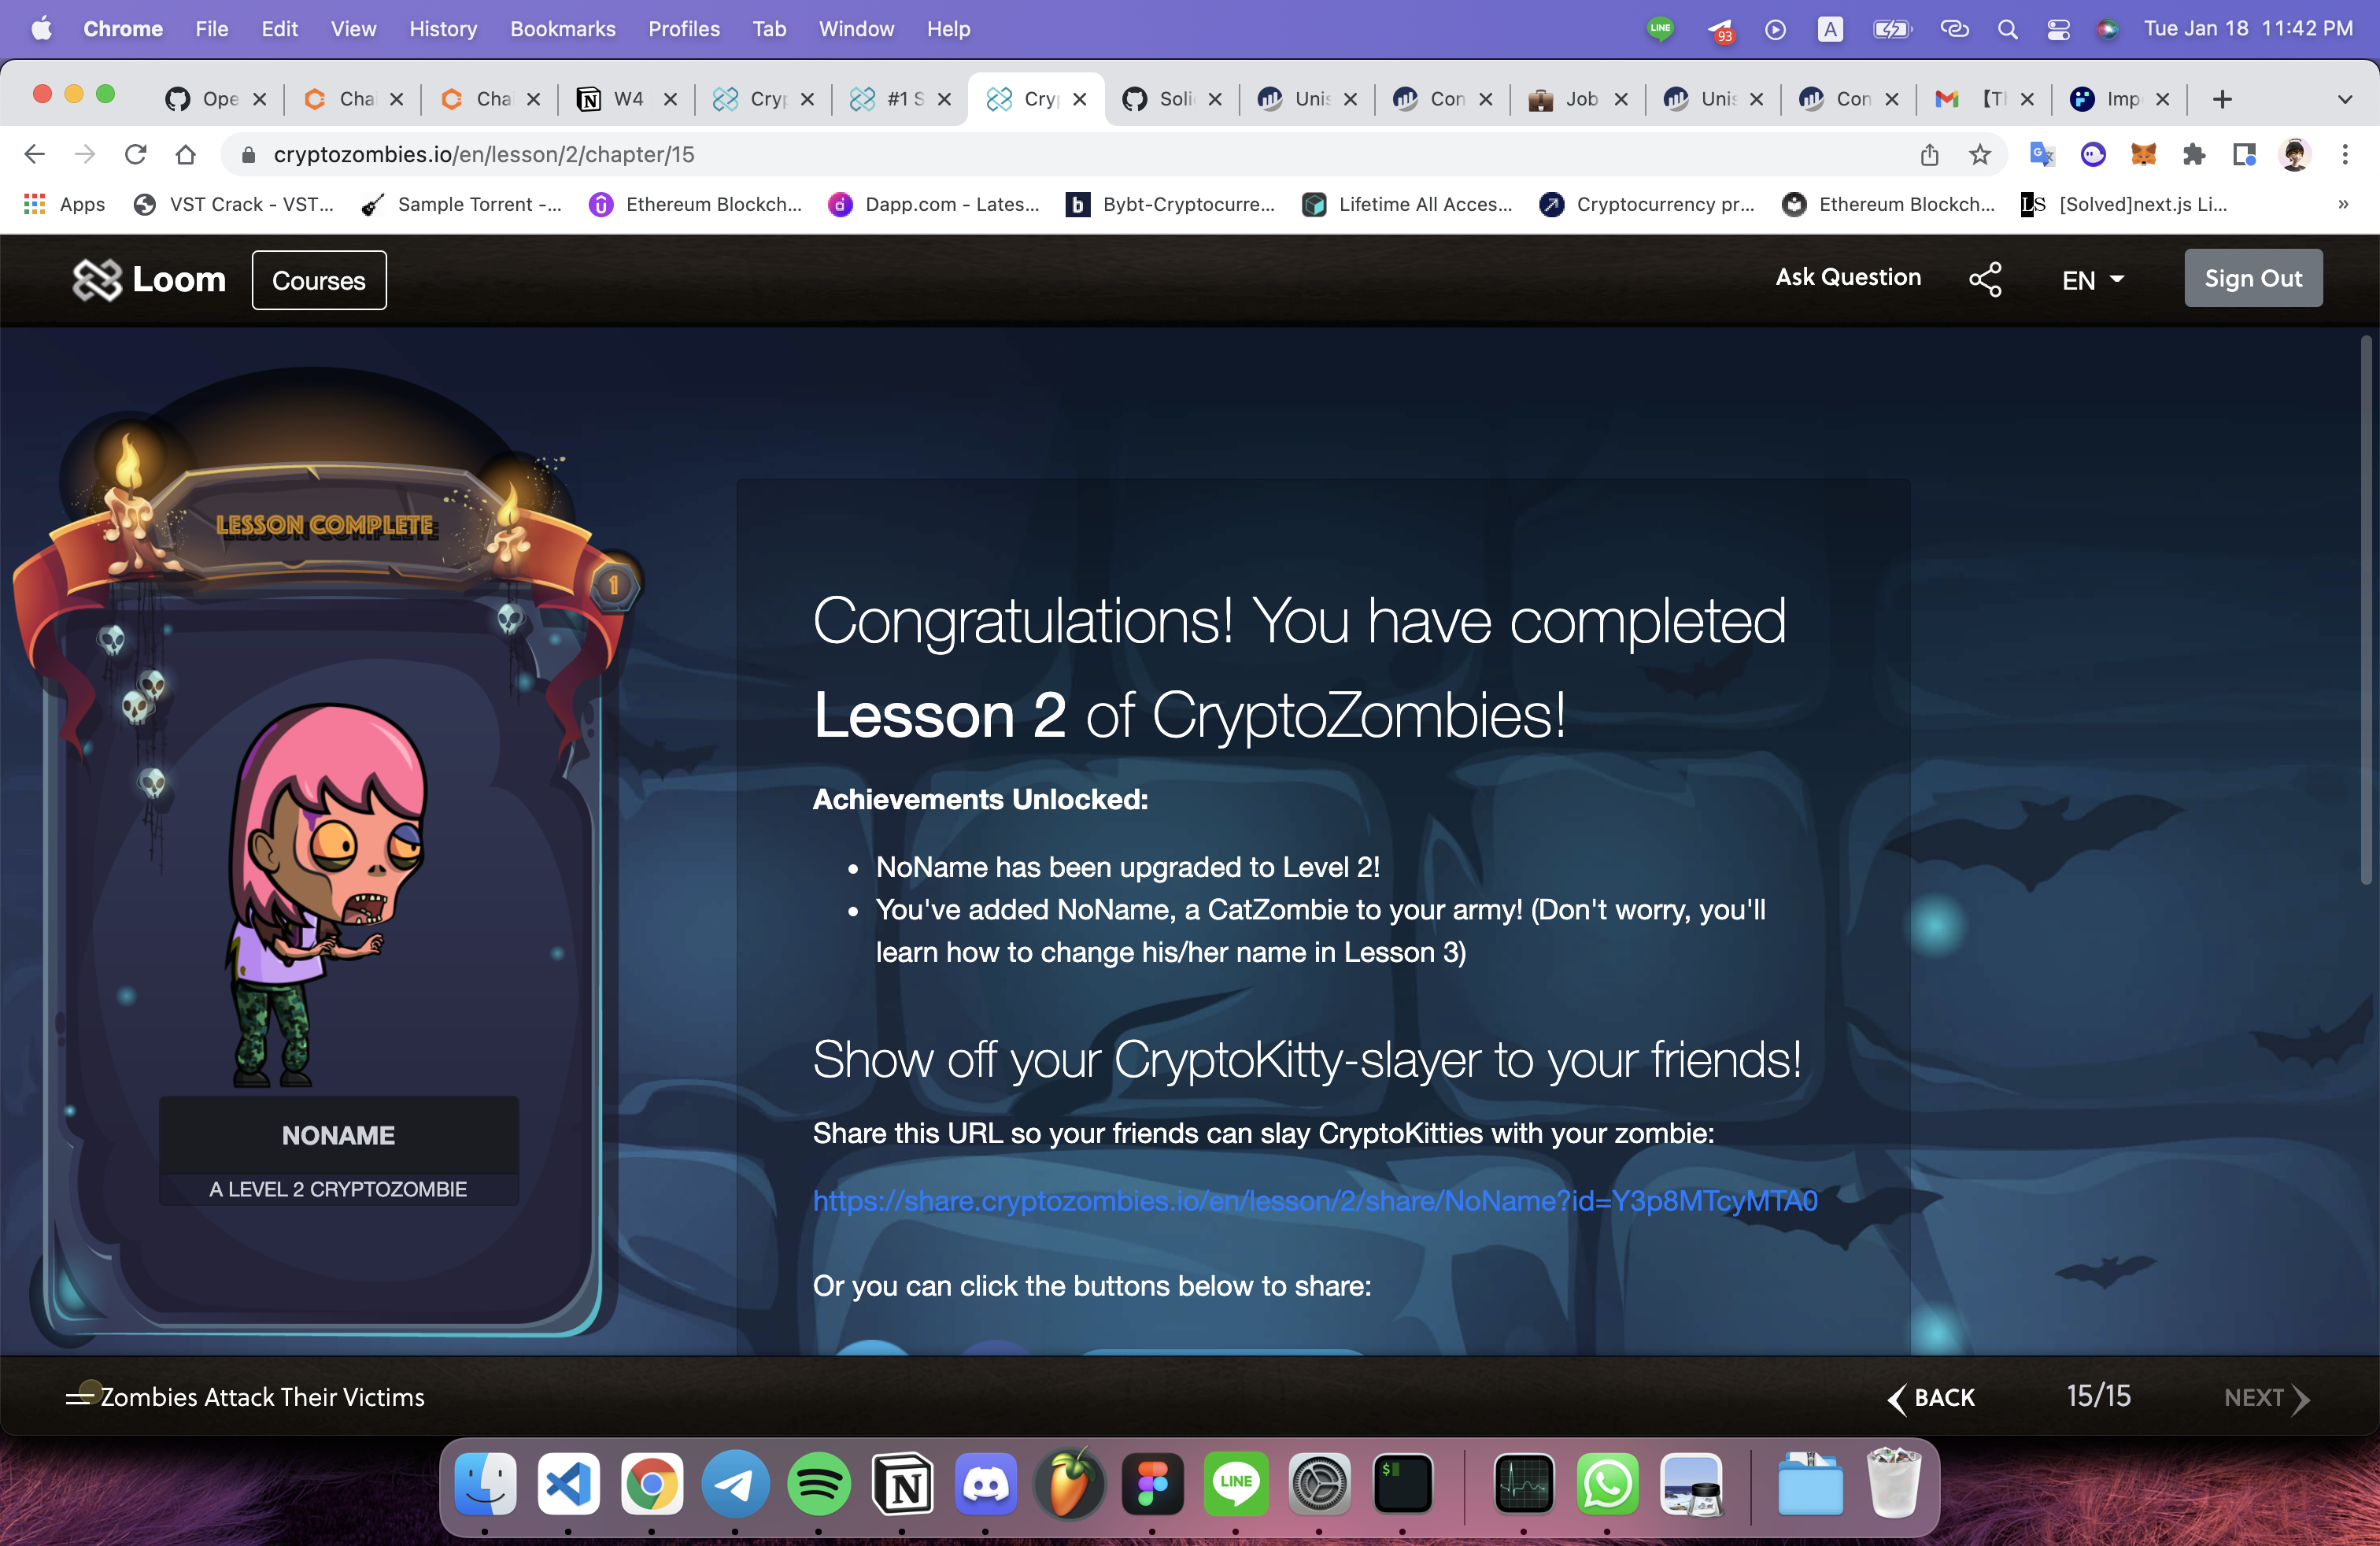 Chrome File Edit View History Bookmarks Profiles Tab Window Help LINE 93 A Tue Jan 18 11:42 PM
Ope Cha Cha W4 Cryp #1 S Cryp Soli Unis Con Job Unis Con 【Th Imp
cryptozombies.io/en/lesson/2/chapter/15
Apps VST Crack - VST... Sample Torrent -... Ethereum Blockch... Dapp.com - Lates... Bybt-Cryptocurre... Lifetime All Acces... Cryptocurrency pr... Ethereum Blockch... [Solved]next.js Li... »
Loom Courses Ask Question EN Sign Out
LESSON COMPLETE
1
Congratulations! You have completed
Lesson 2 of CryptoZombies!
Achievements Unlocked:
• NoName has been upgraded to Level 2!
• You've added NoName, a CatZombie to your army! (Don't worry, you'll
learn how to change his/her name in Lesson 3)
Show off your CryptoKitty-slayer to your friends!
NONAME
A LEVEL 2 CRYPTOZOMBIE
Share this URL so your friends can slay CryptoKitties with your zombie:
https://share.cryptozombies.io/en/lesson/2/share/NoName?id=Y3p8MTcyMTA0
Or you can click the buttons below to share:
Zombies Attack Their Victims BACK 15/15 NEXT
LINE